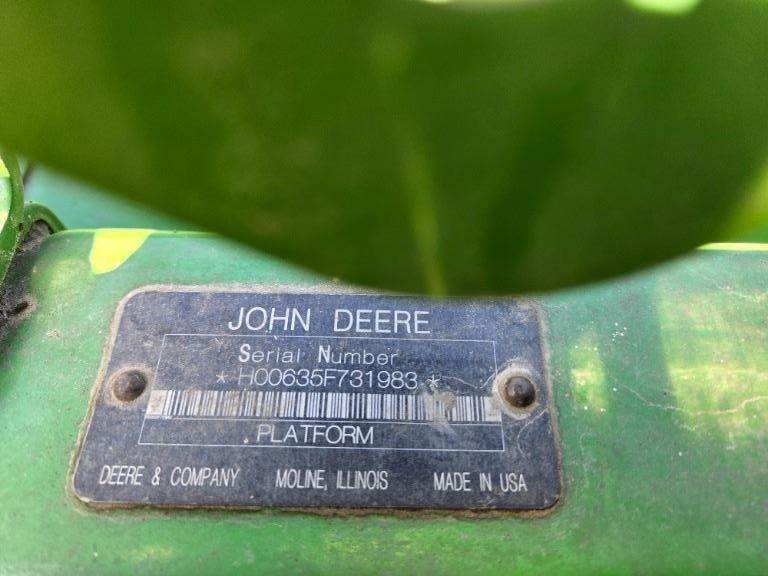 JOHN DEERE
Serial Number
* H00635F731983 *
PLATFORM
DEERE & COMPANY MOLINE, ILLINOIS MADE IN USA